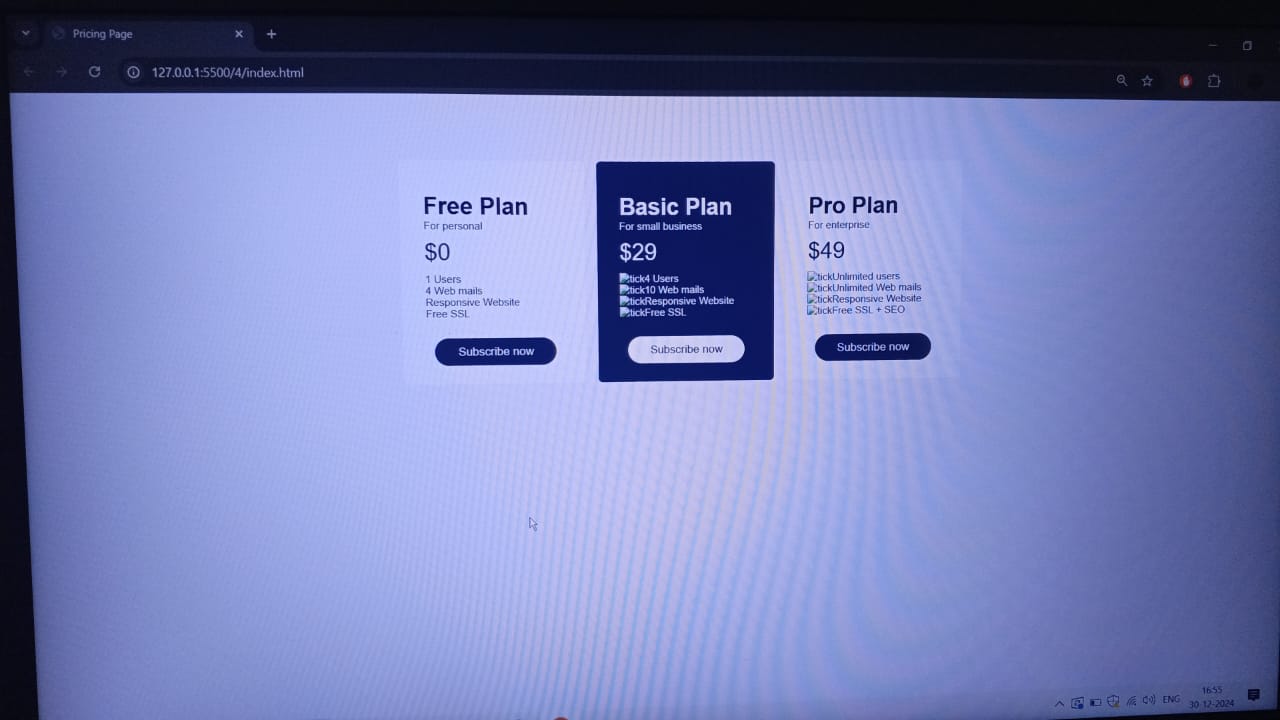 Pricing Page
127.0.0.1:5500/4/index.html
Free Plan
For personal
$0
1 Users
4 Web mails
Responsive Website
Free SSL
Subscribe now
Basic Plan
For small business
$29
tick4 Users
tick10 Web mails
tickResponsive Website
tickFree SSL
Subscribe now
Pro Plan
For enterprise
$49
tickUnlimited users
tickUnlimited Web mails
tickResponsive Website
tickFree SSL + SEO
Subscribe now
ENG
16:55
30-12-2024